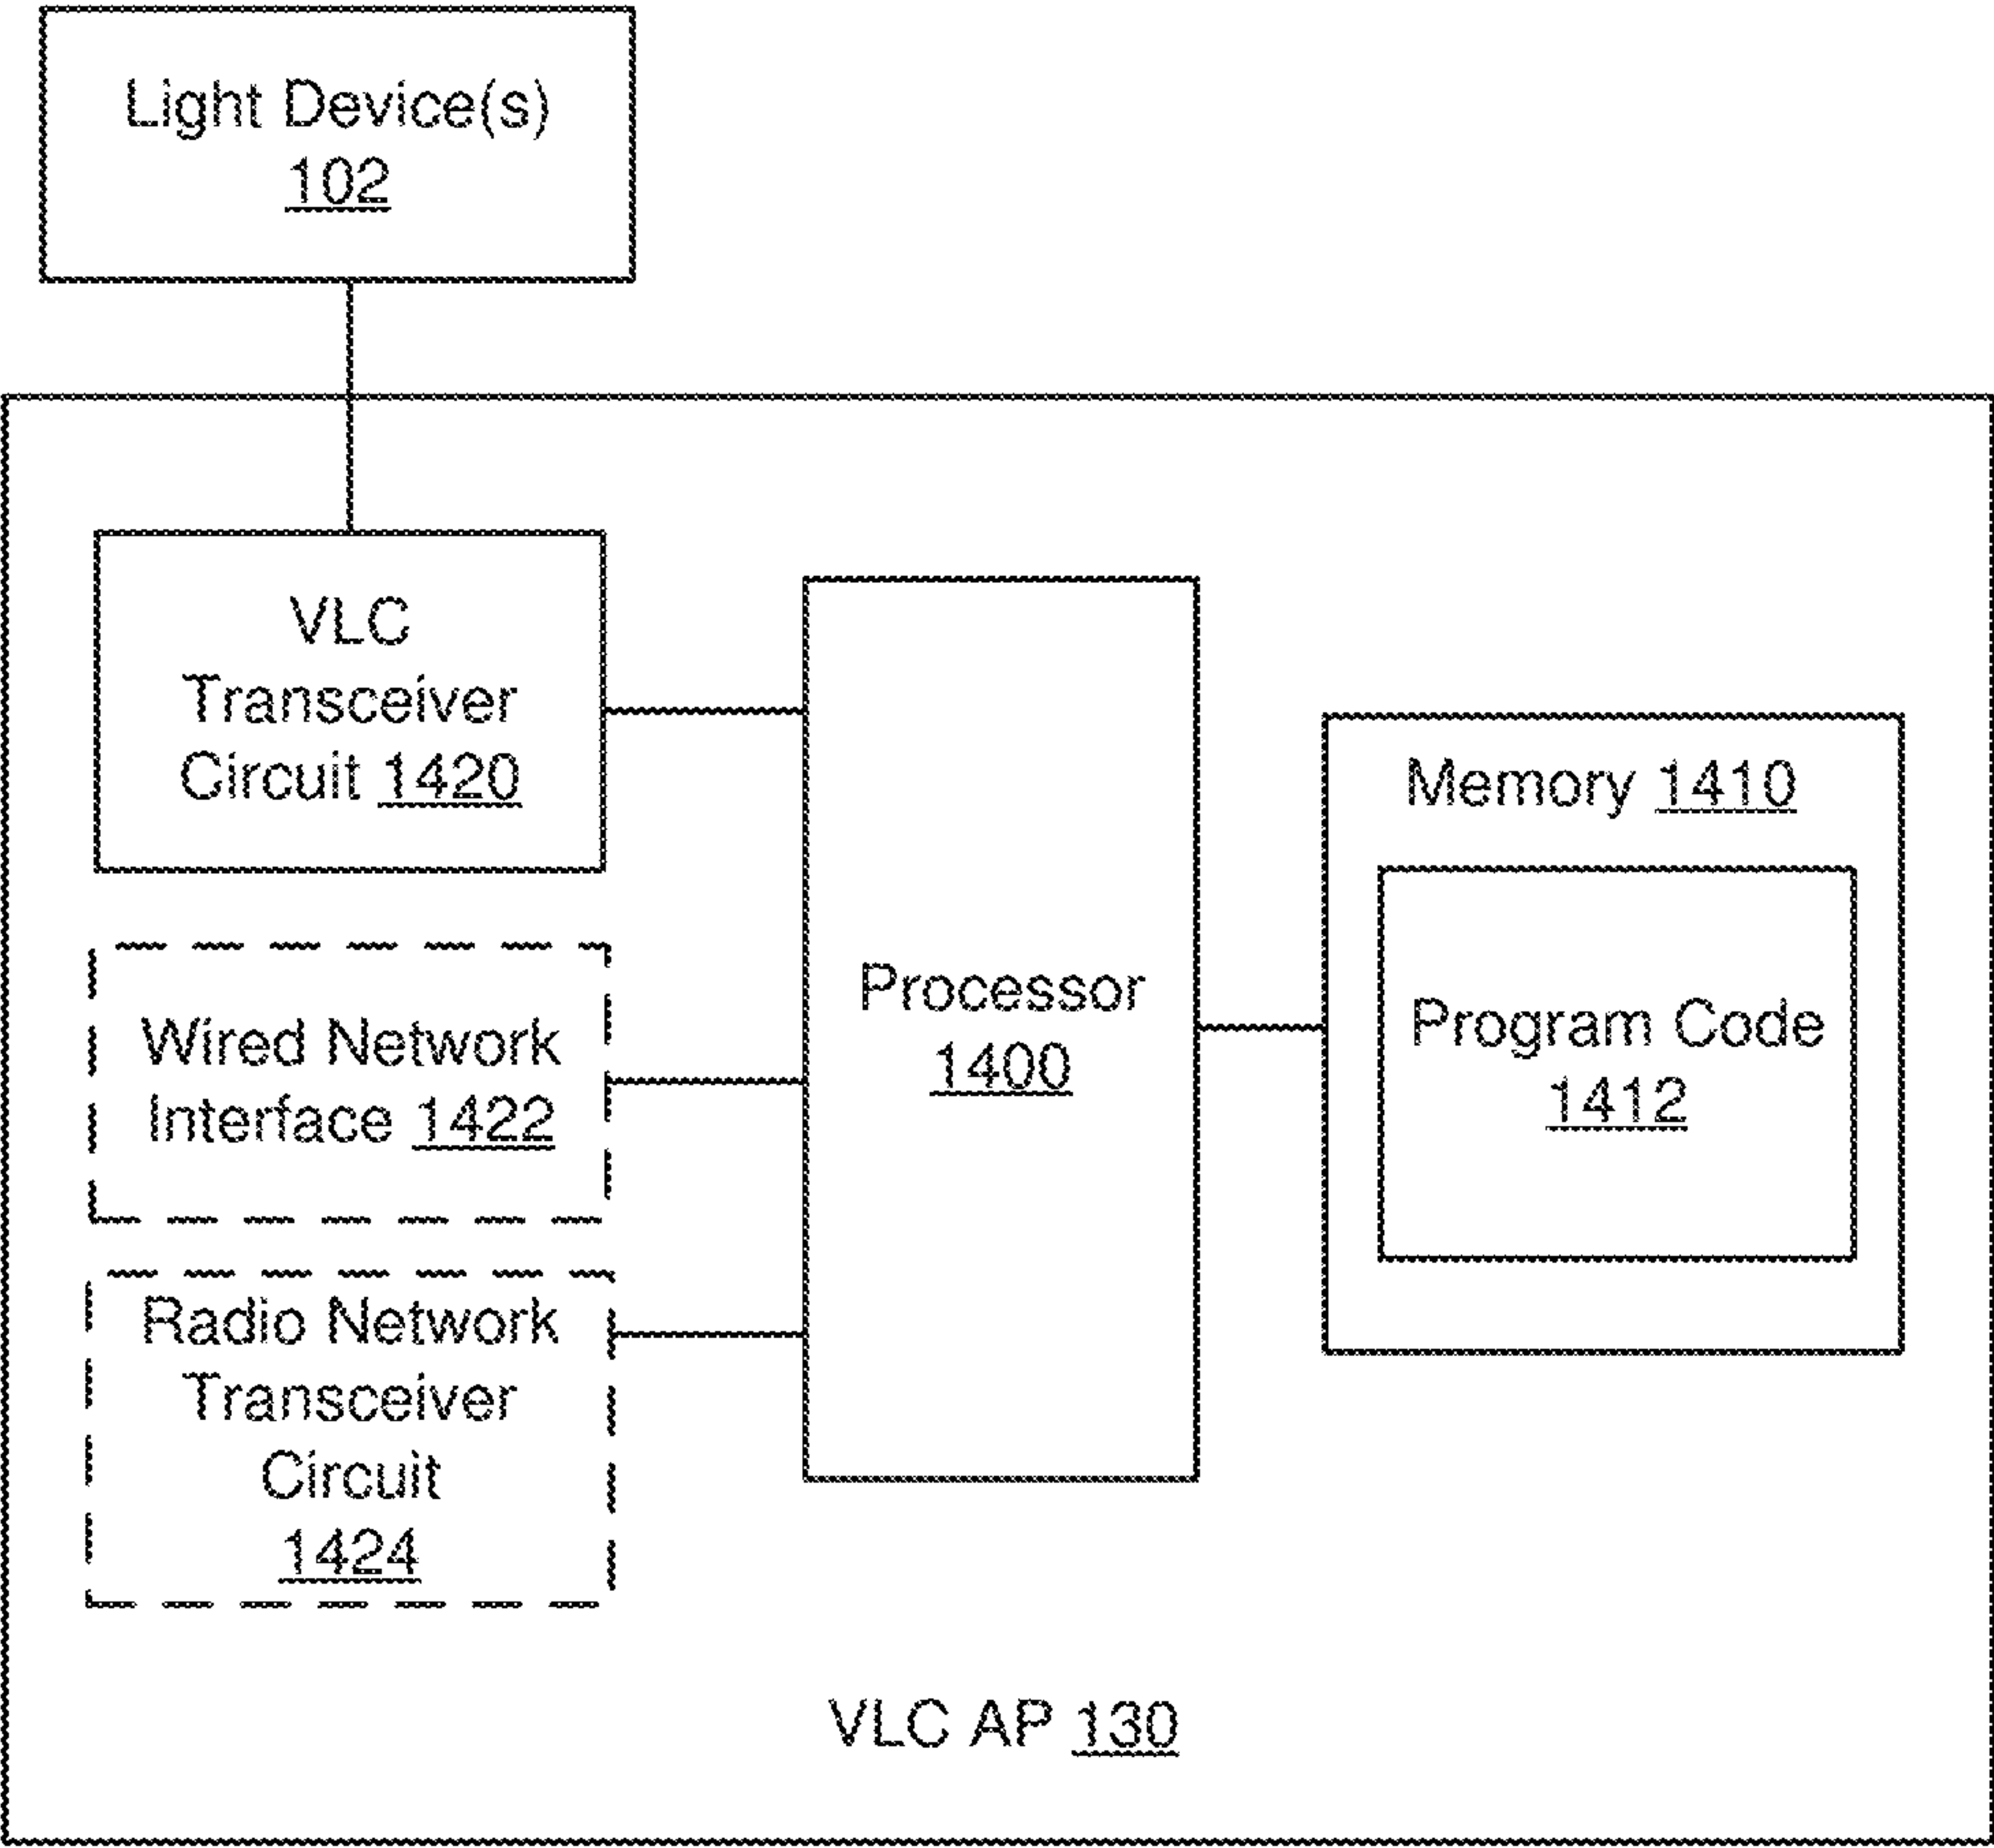 Light Device(s)
102
VLC
Transceiver
Circuit 1420
Wired Network
Interface 1422
Radio Network
Transceiver
Circuit
1424
Processor
1400
Memory 1410
Program Code
1412
VLC AP 130